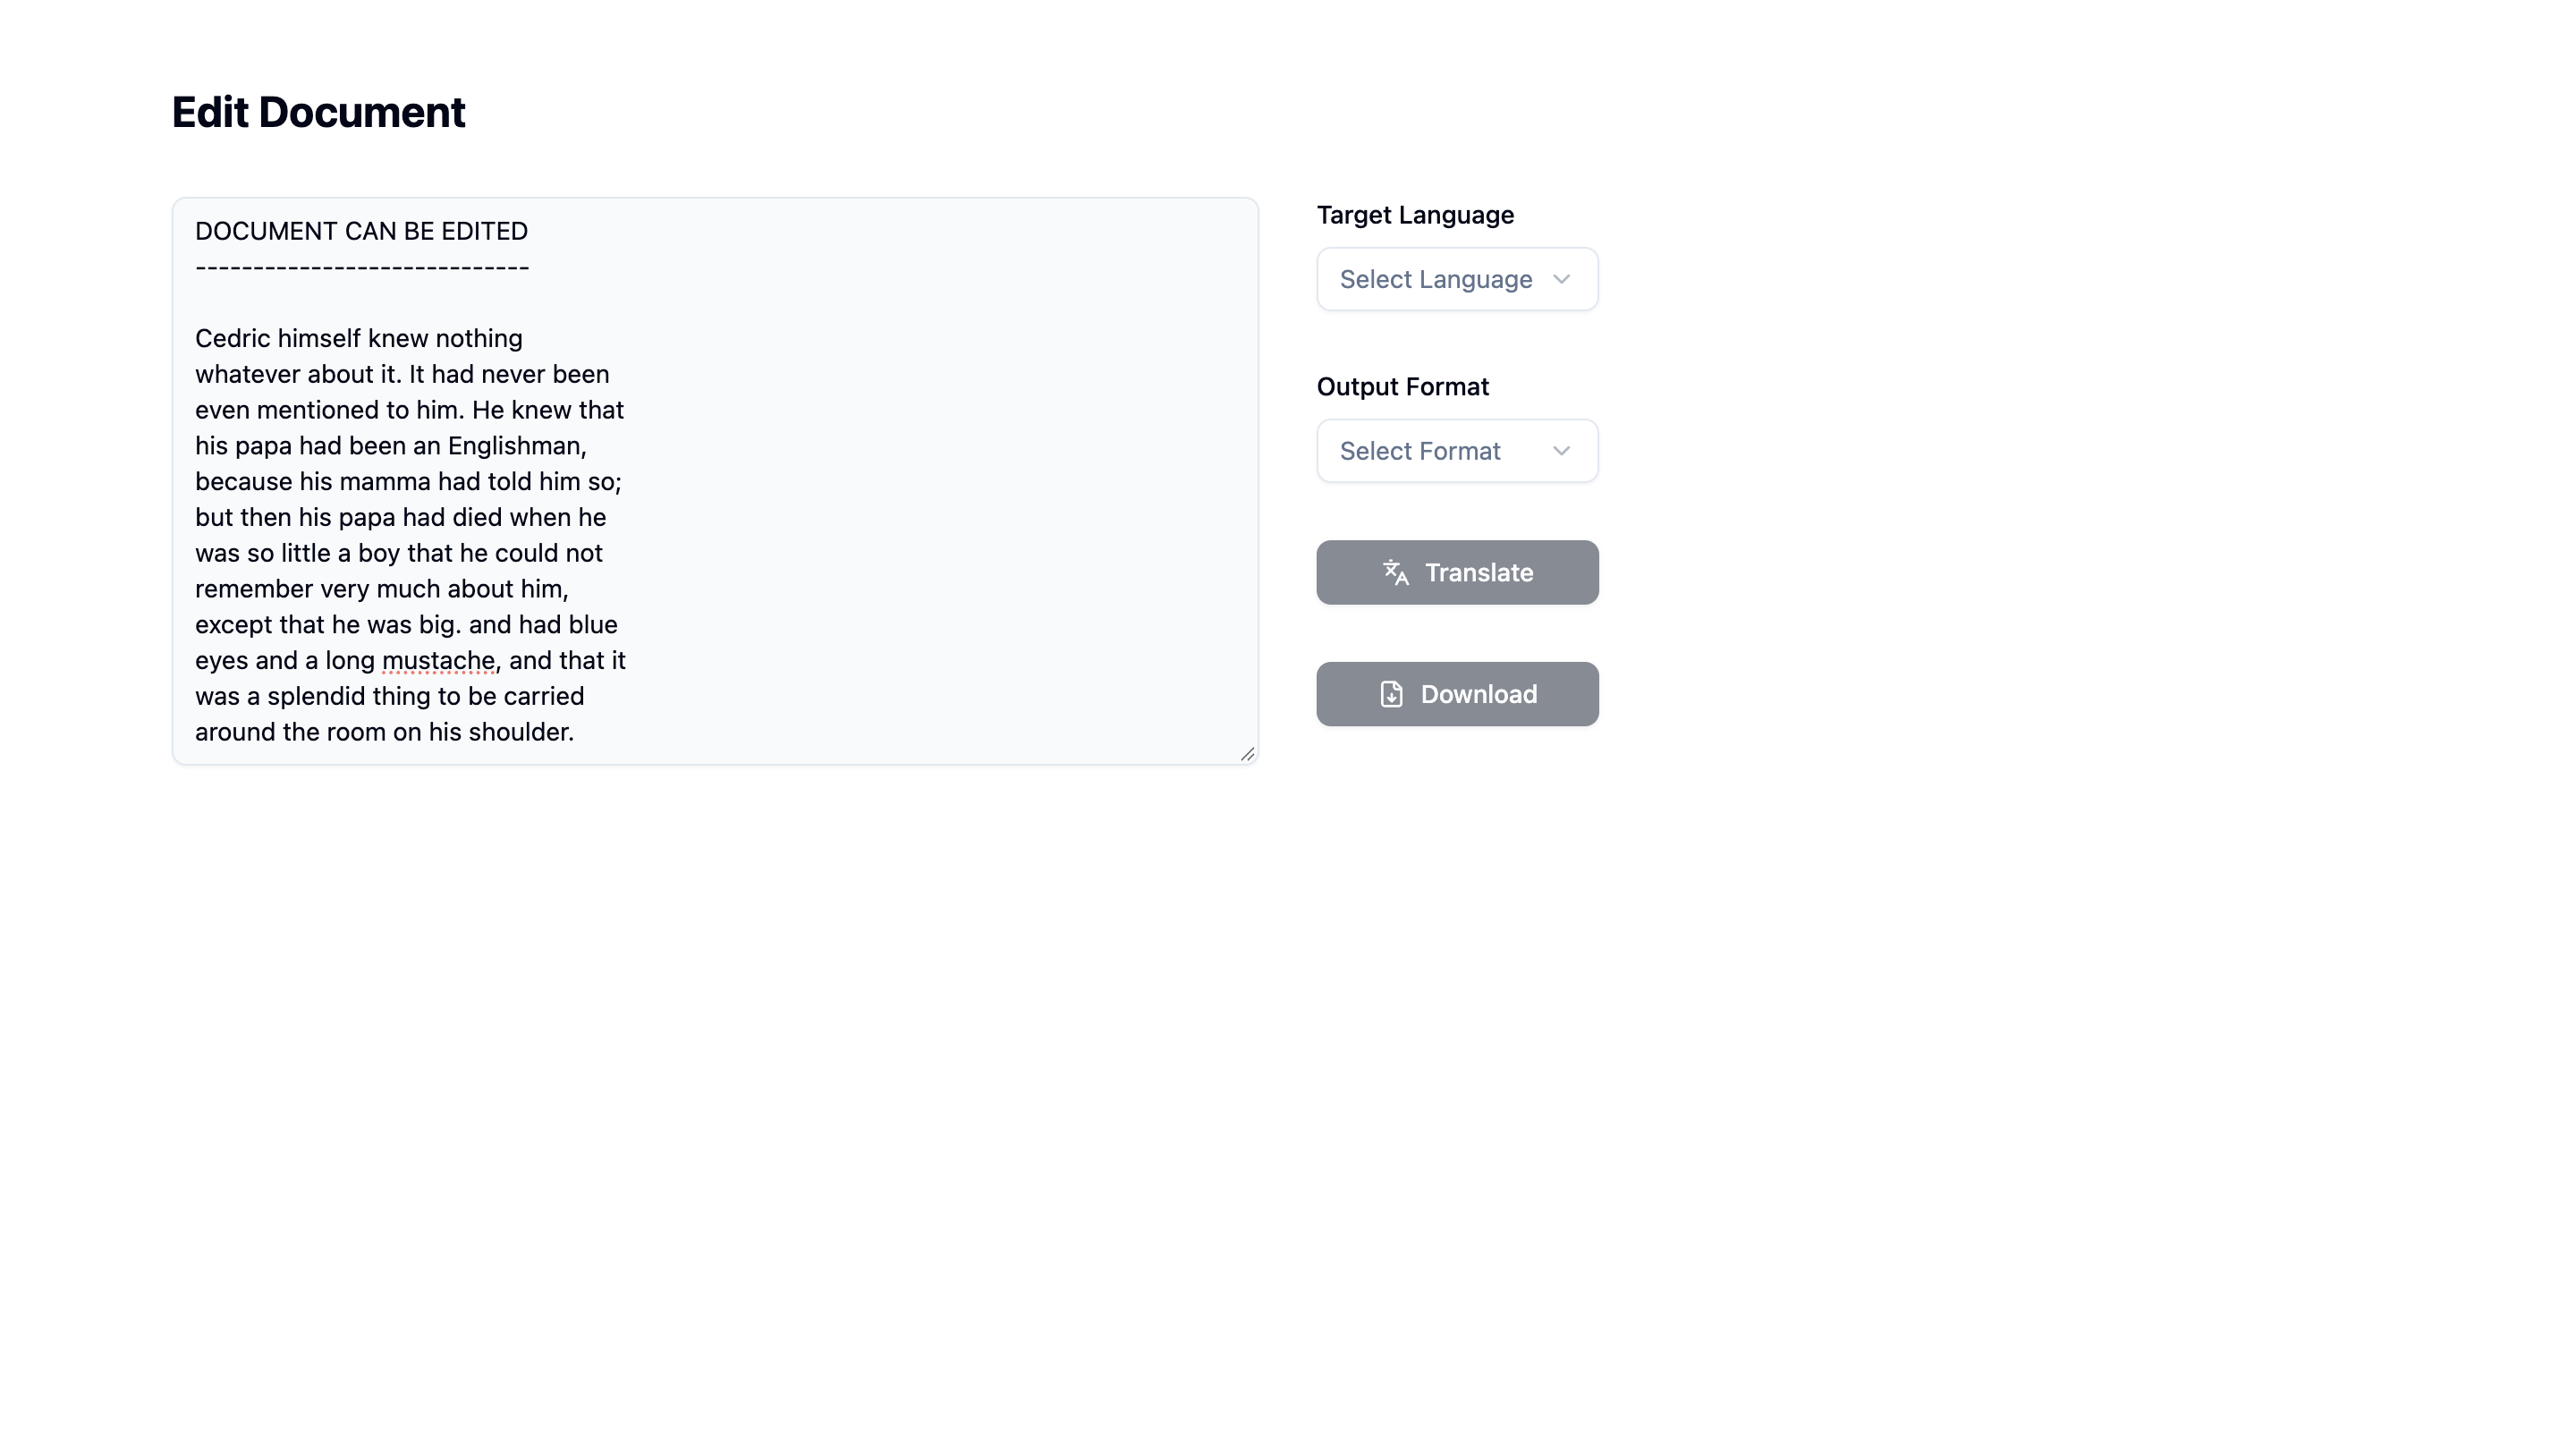 Edit Document
DOCUMENT CAN BE EDITED
-----------------------------
Cedric himself knew nothing
whatever about it. It had never been
even mentioned to him. He knew that
his papa had been an Englishman,
because his mamma had told him so;
but then his papa had died when he
was so little a boy that he could not
remember very much about him,
except that he was big. and had blue
eyes and a long mustache, and that it
was a splendid thing to be carried
around the room on his shoulder.
Target Language
Select Language
Output Format
Select Format
Translate
Download